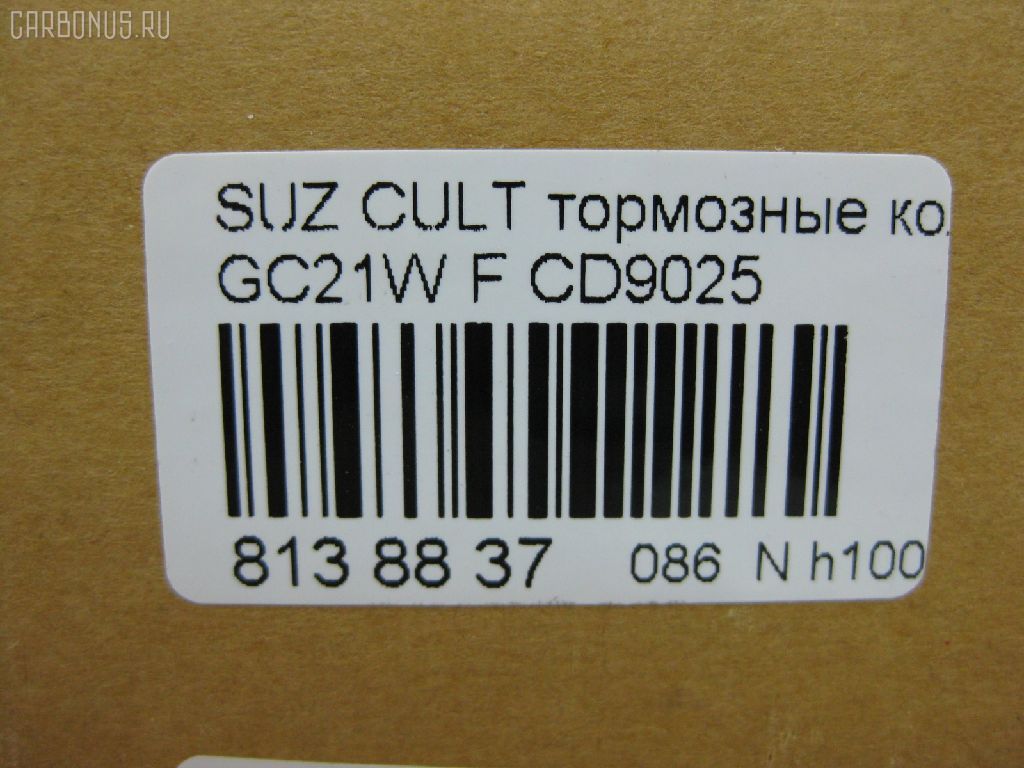 CARBONUS.RU
SUZ CULT тормозные ко
GC21W F CD9025
813 88 37 086 N h100